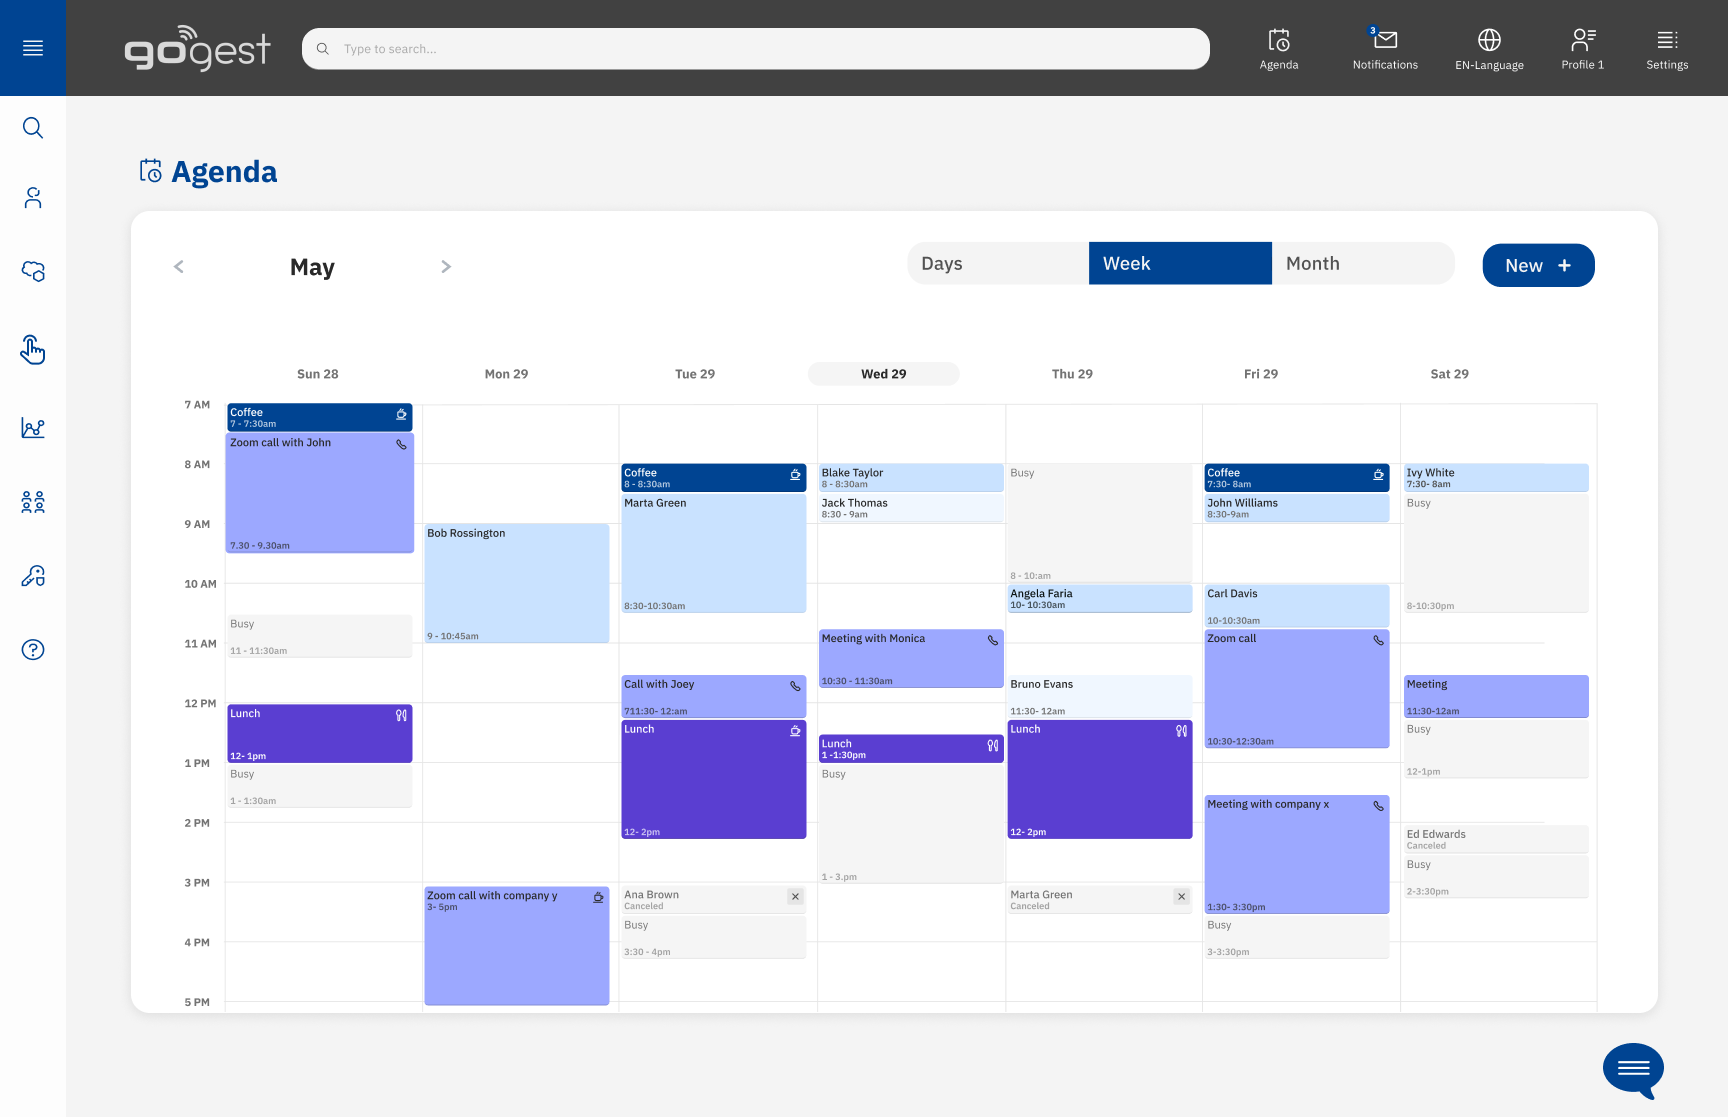 gogest
Type to search...
Agenda
3
Notifications
EN-Language
Profile 1
Settings
Agenda
May
Days
Week
Month
New +
Sun 28
Mon 29
Tue 29
Wed 29
Thu 29
Fri 29
Sat 29
7 AM
8 AM
9 AM
10 AM
11 AM
12 PM
1 PM
2 PM
3 PM
4 PM
5 PM
Coffee
7 - 7:30am
Zoom call with John
7.30 - 9.30am
Busy
11 - 11:30am
Lunch
12- 1pm
Busy
1 - 1:30am
Bob Rossington
9 - 10:45am
Zoom call with company y
3- 5pm
Coffee
8 - 8:30am
Marta Green
8:30-10:30am
Call with Joey
711:30- 12:am
Lunch
12- 2pm
Ana Brown
Canceled
Busy
3:30 - 4pm
Blake Taylor
8 - 8:30am
Jack Thomas
8:30 - 9am
Meeting with Monica
10:30 - 11:30am
Lunch
1 -1:30pm
Busy
1 - 3.pm
Busy
8 - 10:am
Angela Faria
10- 10:30am
Bruno Evans
11:30- 12am
Lunch
12- 2pm
Marta Green
Canceled
Coffee
7:30- 8am
John Williams
8:30-9am
Carl Davis
10-10:30am
Zoom call
10:30-12:30am
Meeting with company x
1:30- 3:30pm
Busy
3-3:30pm
Ivy White
7:30- 8am
Busy
8-10:30pm
Meeting
11:30-12am
Busy
12-1pm
Ed Edwards
Canceled
Busy
2-3:30pm